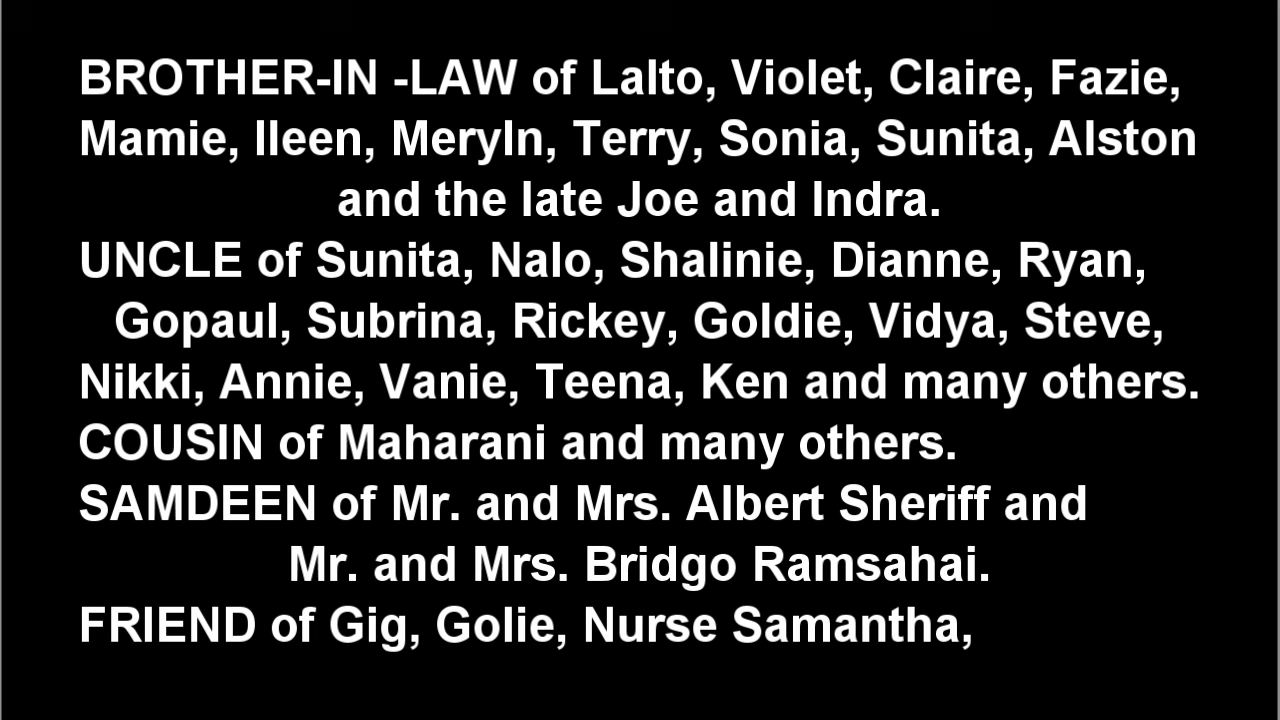 BROTHER-IN -LAW of Lalto, Violet, Claire, Fazie,
Mamie, Ileen, Meryln, Terry, Sonia, Sunita, Alston
and the late Joe and Indra.
UNCLE of Sunita, Nalo, Shalinie, Dianne, Ryan,
Gopaul, Subrina, Rickey, Goldie, Vidya, Steve,
Nikki, Annie, Vanie, Teena, Ken and many others.
COUSIN of Maharani and many others.
SAMDEEN of Mr. and Mrs. Albert Sheriff and
Mr. and Mrs. Bridgo Ramsahai.
FRIEND of Gig, Golie, Nurse Samantha,